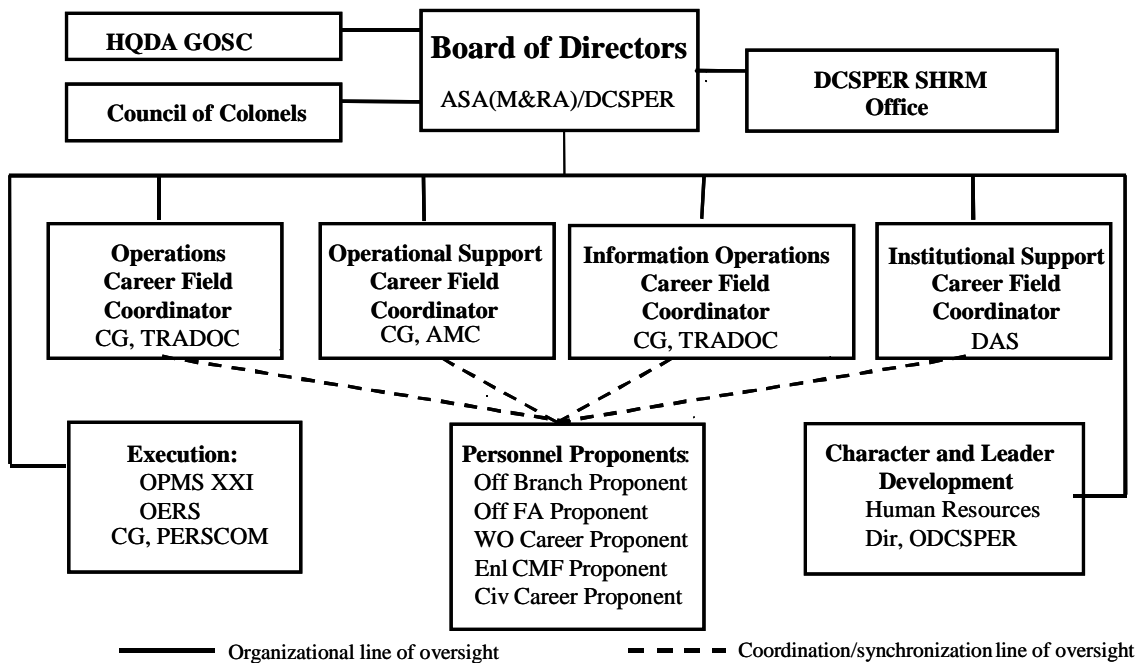 HQDA GOSC
Council of Colonels
Board of Directors
ASA(M&RA)/DCSPER
DCSPER SHRM
Office
Operations
Career Field
Coordinator
CG, TRADOC
Operational Support
Career Field
Coordinator
CG, AMC
Information Operations
Career Field
Coordinator
CG, TRADOC
Institutional Support
Career Field
Coordinator
DAS
Execution:
OPMS XXI
OERS
CG, PERSCOM
Personnel Proponents:
Off Branch Proponent
Off FA Proponent
WO Career Proponent
Enl CMF Proponent
Civ Career Proponent
Character and Leader
Development
Human Resources
Dir, ODCSPER
Organizational line of oversight
Coordination/synchronization line of oversight